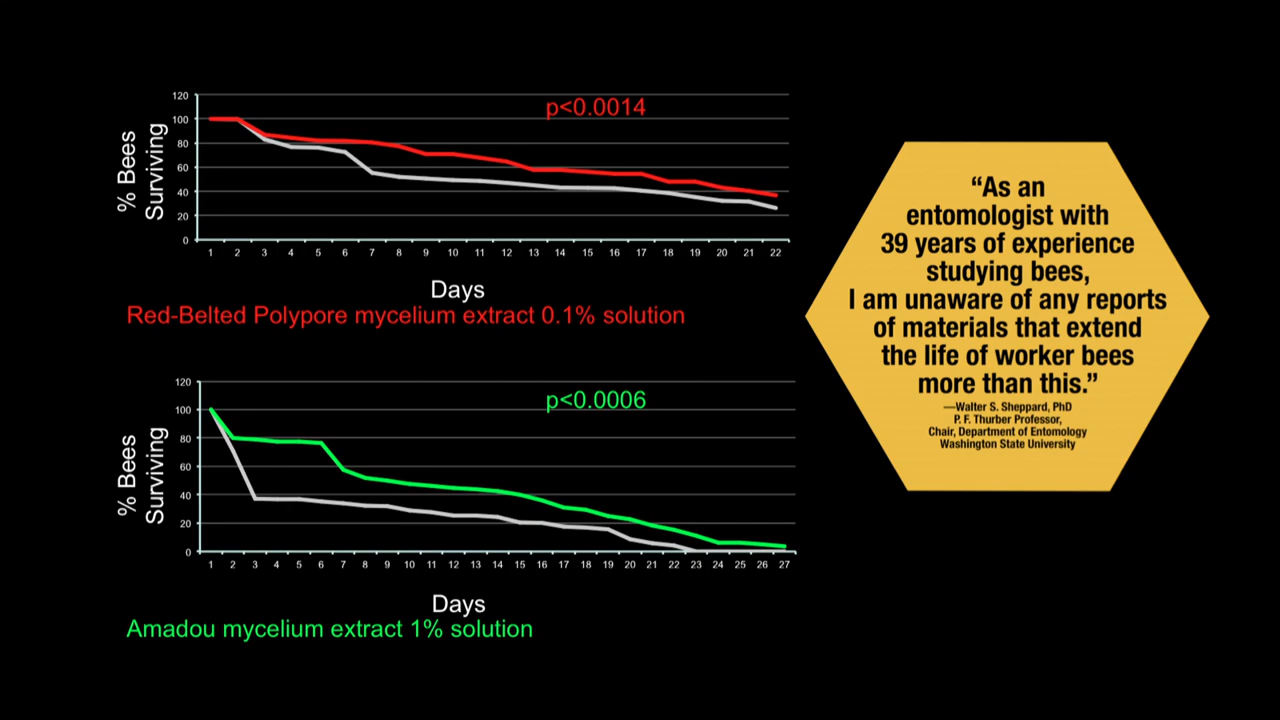 120
100
80
60
40
20
0
% Bees
Surviving
p<0.0014
1 2 3 4 5 6 7 8 9 10 11 12 13 14 15 16 17 18 19 20 21 22
Days
Red-Belted Polypore mycelium extract 0.1% solution
120
100
80
60
40
20
0
% Bees
Surviving
p<0.0006
1 2 3 4 5 6 7 8 9 10 11 12 13 14 15 16 17 18 19 20 21 22 23 24 25 26 27
Days
Amadou mycelium extract 1% solution
“As an
entomologist with
39 years of experience
studying bees,
I am unaware of any reports
of materials that extend
the life of worker bees
more than this.”
—Walter S. Sheppard, PhD
P. F. Thurber Professor,
Chair, Department of Entomology
Washington State University